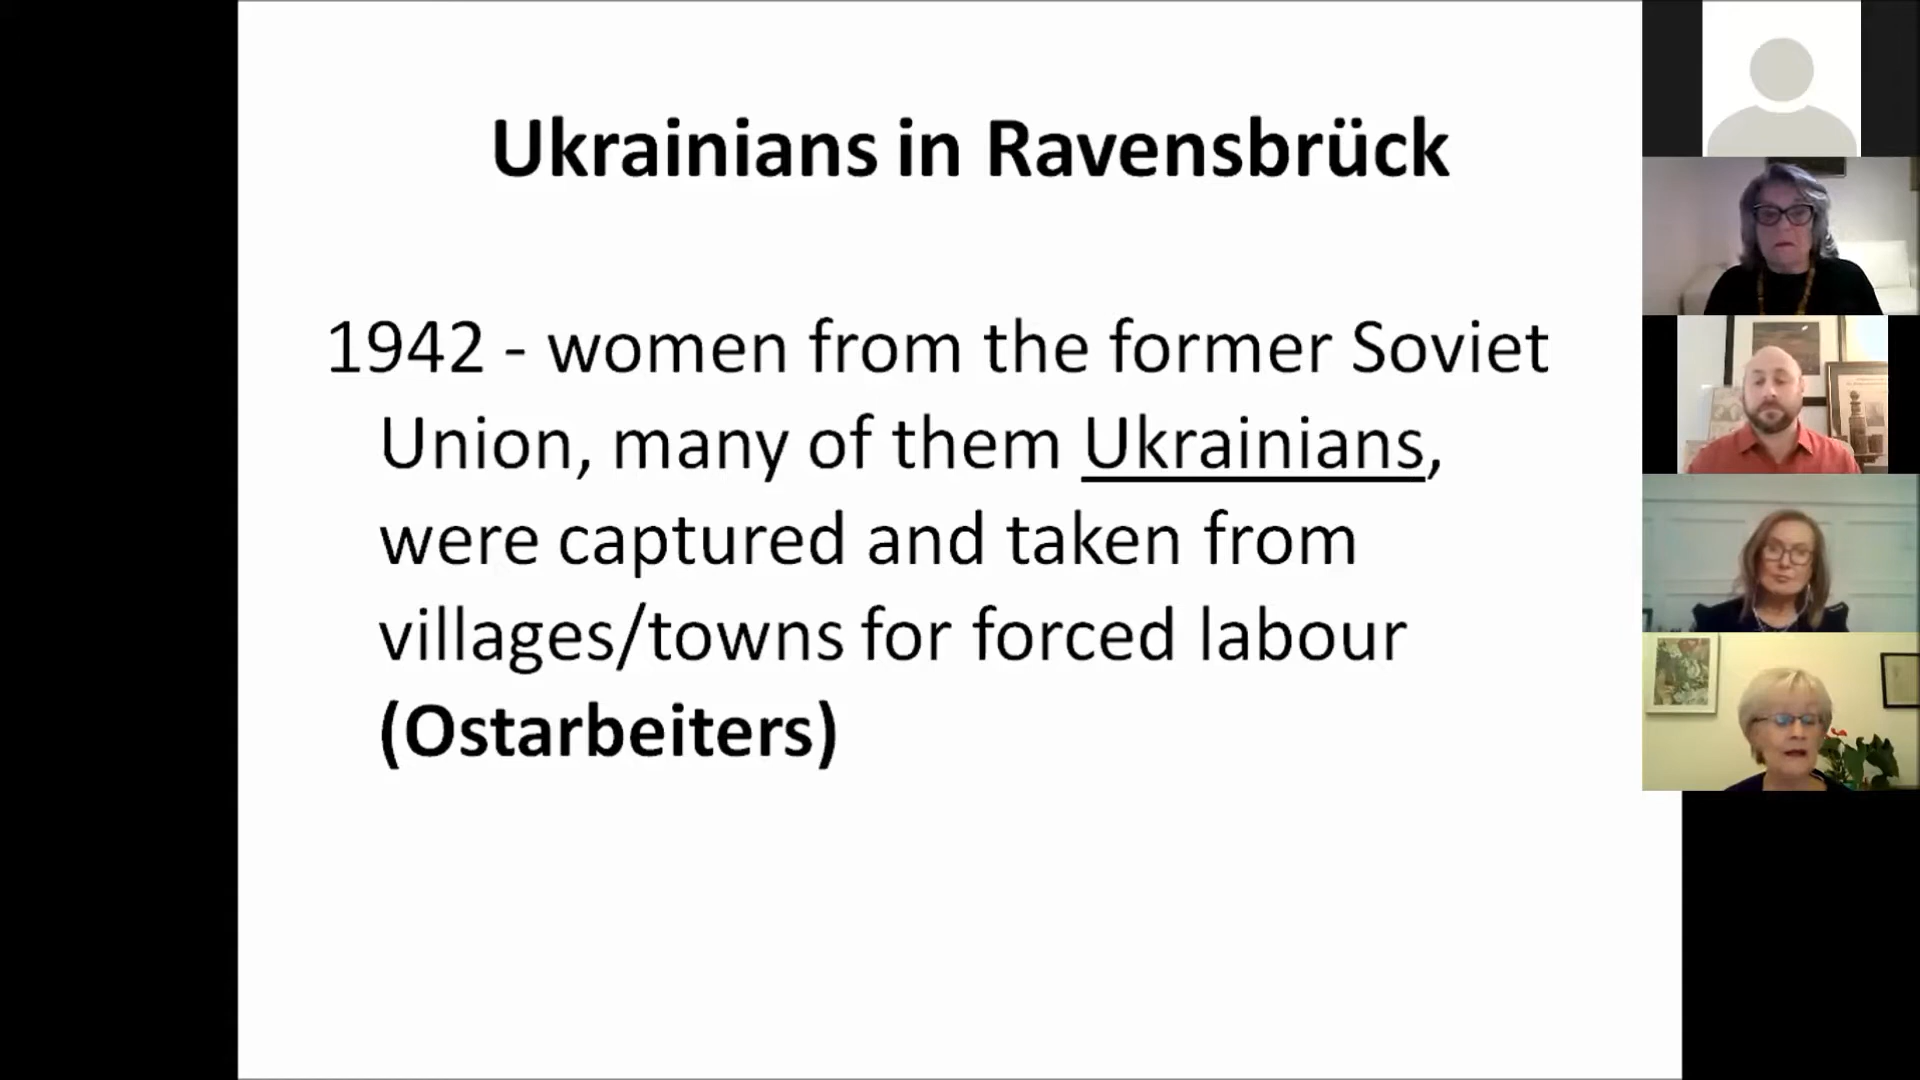 Ukrainians in Ravensbrück
1942 - women from the former Soviet
Union, many of them Ukrainians,
were captured and taken from
villages/towns for forced labour
(Ostarbeiters)